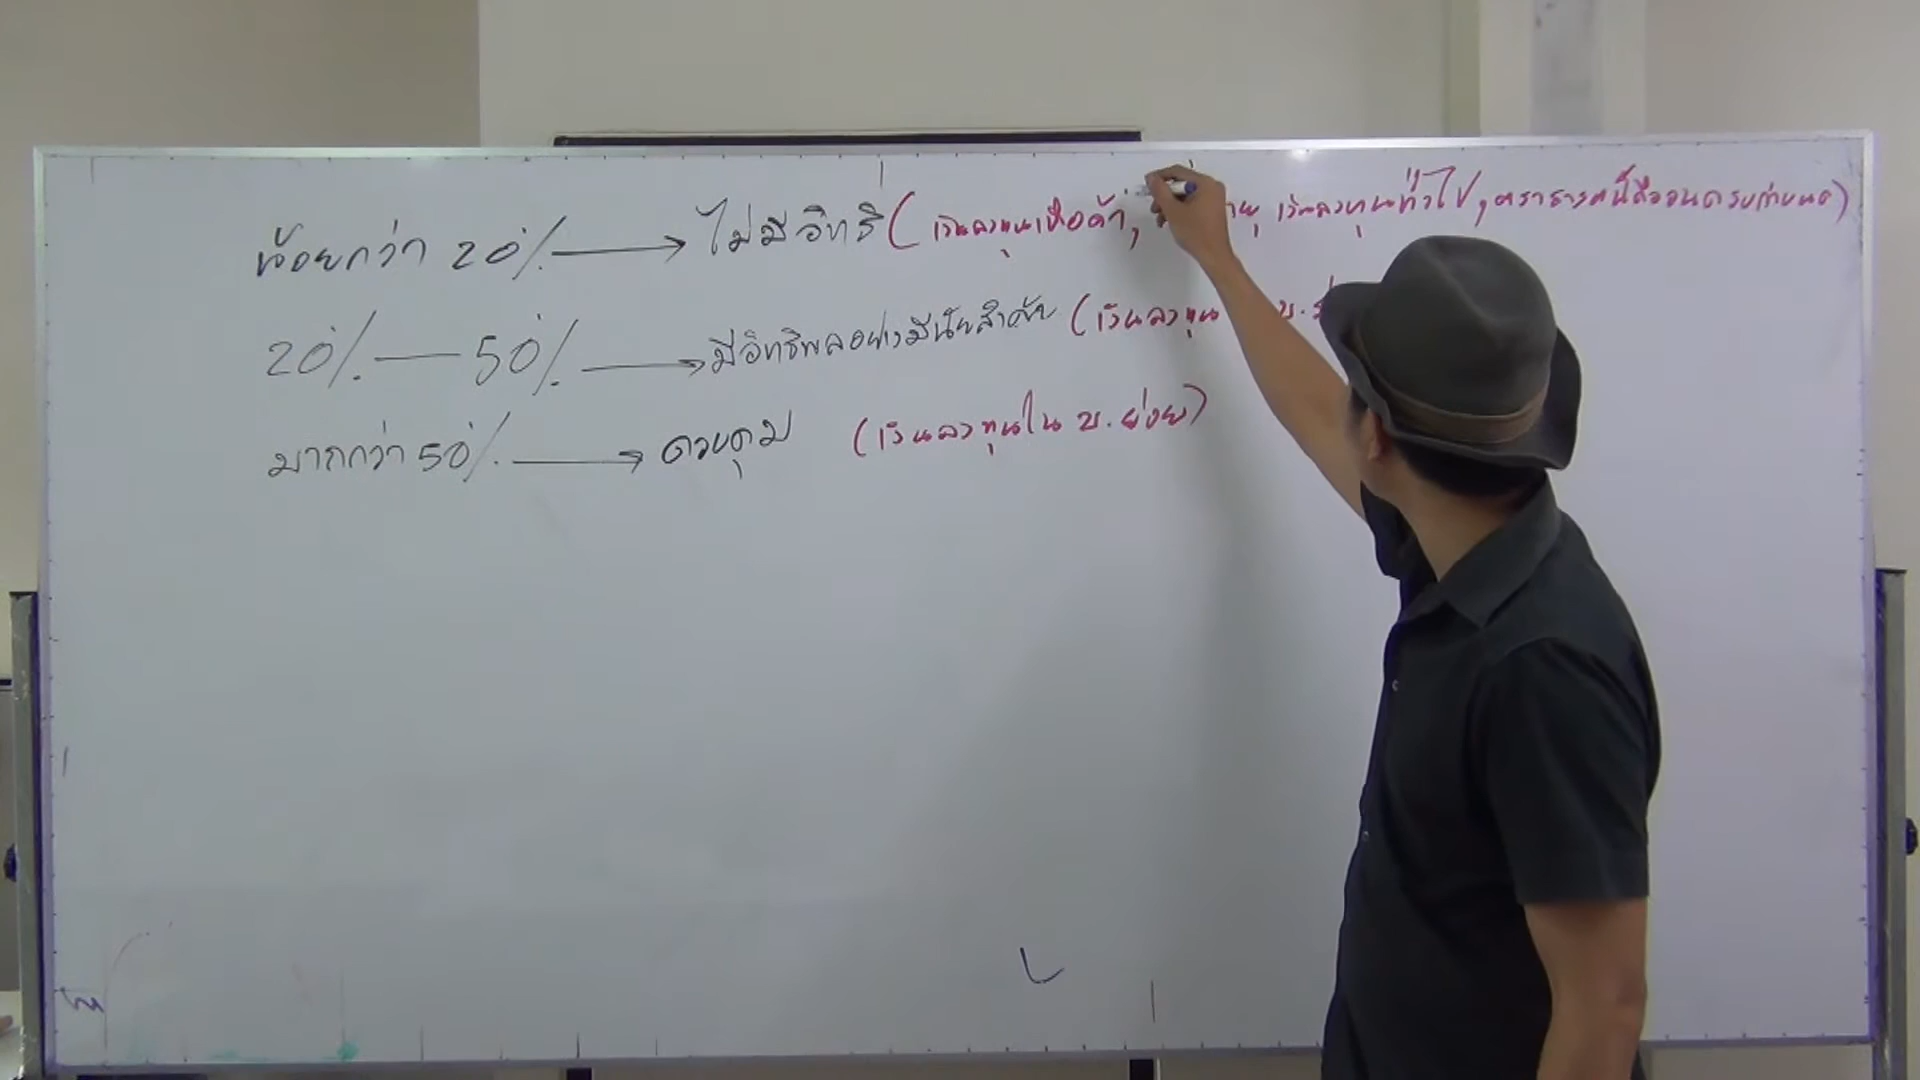 น้อยกว่า 20% → ไม่มีอิทธิ (เงินลงทุนเพื่อค้า, เงินลงทุนทั่วไป, ตราสารหนี้ถือจนครบกำหนด)
20% — 50% → มีอิทธิพลอย่างมีนัยสำคัญ (เงินลงทุน บ.
มากกว่า 50% → ควบคุม (เงินลงทุนใน บ. ย่อย)